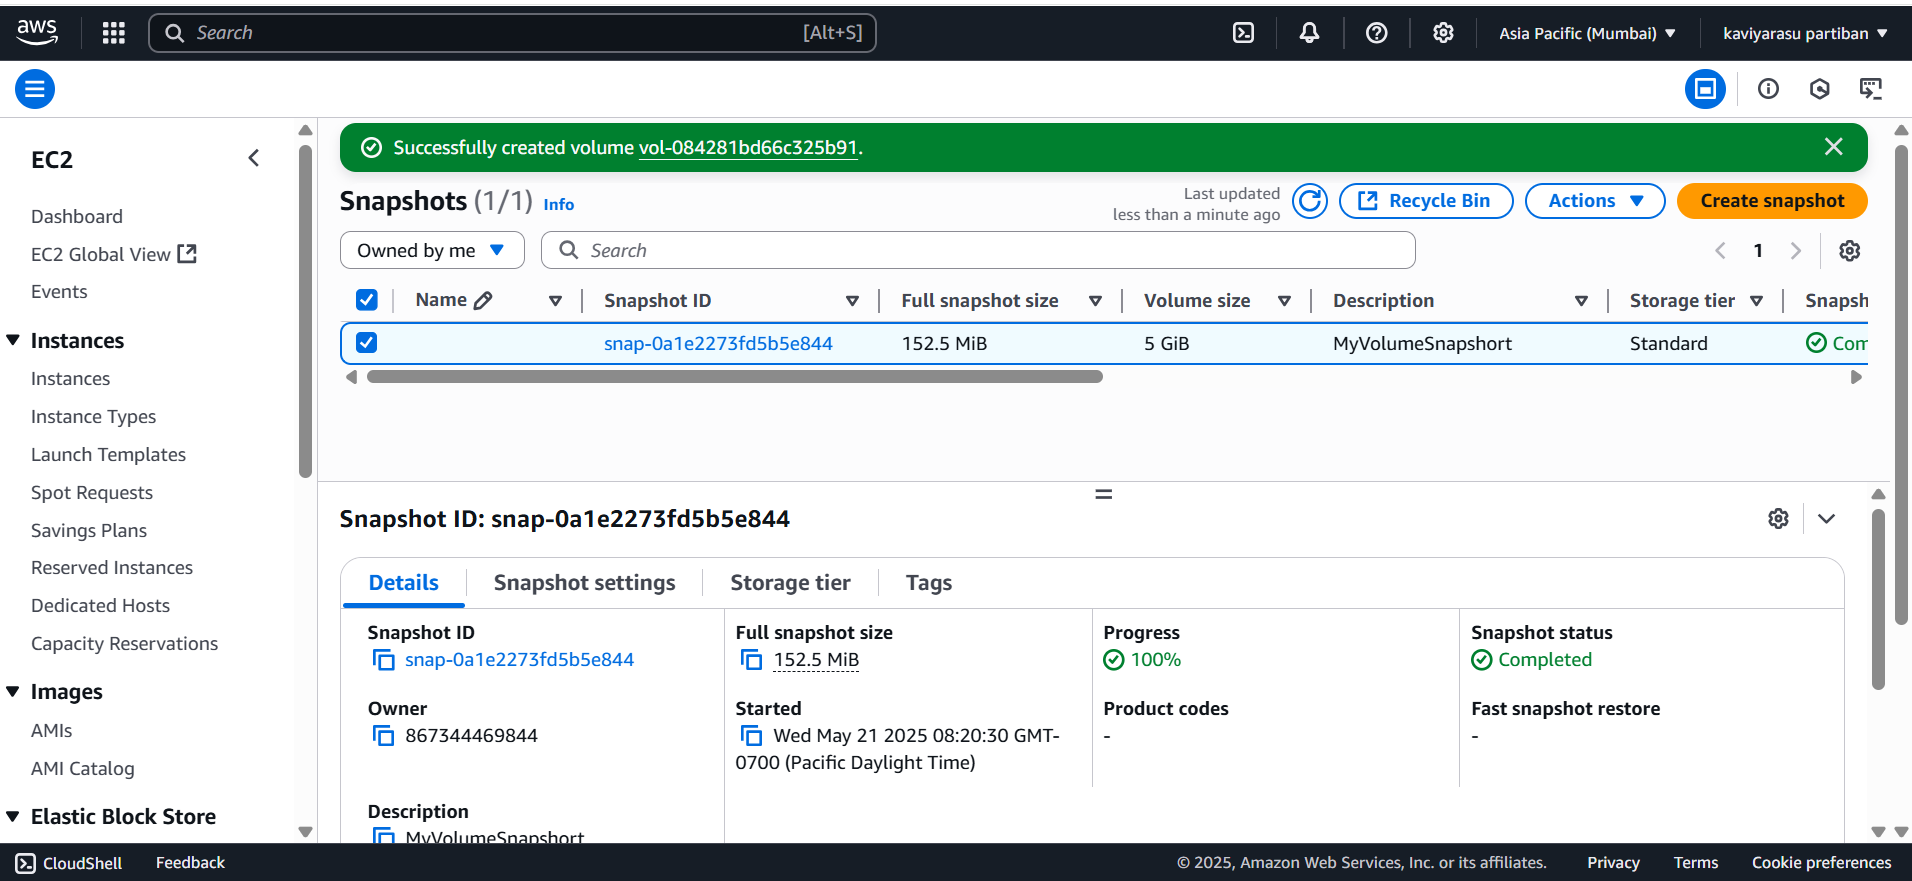 aws
Search [Alt+S]
Asia Pacific (Mumbai) ▼
kaviyarasu partiban ▼
EC2
Dashboard
EC2 Global View
Events
Instances
Instances
Instance Types
Launch Templates
Spot Requests
Savings Plans
Reserved Instances
Dedicated Hosts
Capacity Reservations
Images
AMIs
AMI Catalog
Elastic Block Store
Successfully created volume vol-084281bd66c325b91.
Snapshots (1/1) Info
Last updated
less than a minute ago
Recycle Bin
Actions
Create snapshot
Owned by me
Search
1
Name Snapshot ID Full snapshot size Volume size Description Storage tier Snapsh
snap-0a1e2273fd5b5e844 152.5 MiB 5 GiB MyVolumeSnapshort Standard Com
Snapshot ID: snap-0a1e2273fd5b5e844
Details Snapshot settings Storage tier Tags
Snapshot ID
snap-0a1e2273fd5b5e844
Full snapshot size
152.5 MiB
Progress
100%
Snapshot status
Completed
Owner
867344469844
Started
Wed May 21 2025 08:20:30 GMT-
0700 (Pacific Daylight Time)
Product codes
-
Fast snapshot restore
-
Description
MyVolumeSnapshort
CloudShell Feedback
© 2025, Amazon Web Services, Inc. or its affiliates. Privacy Terms Cookie preferences